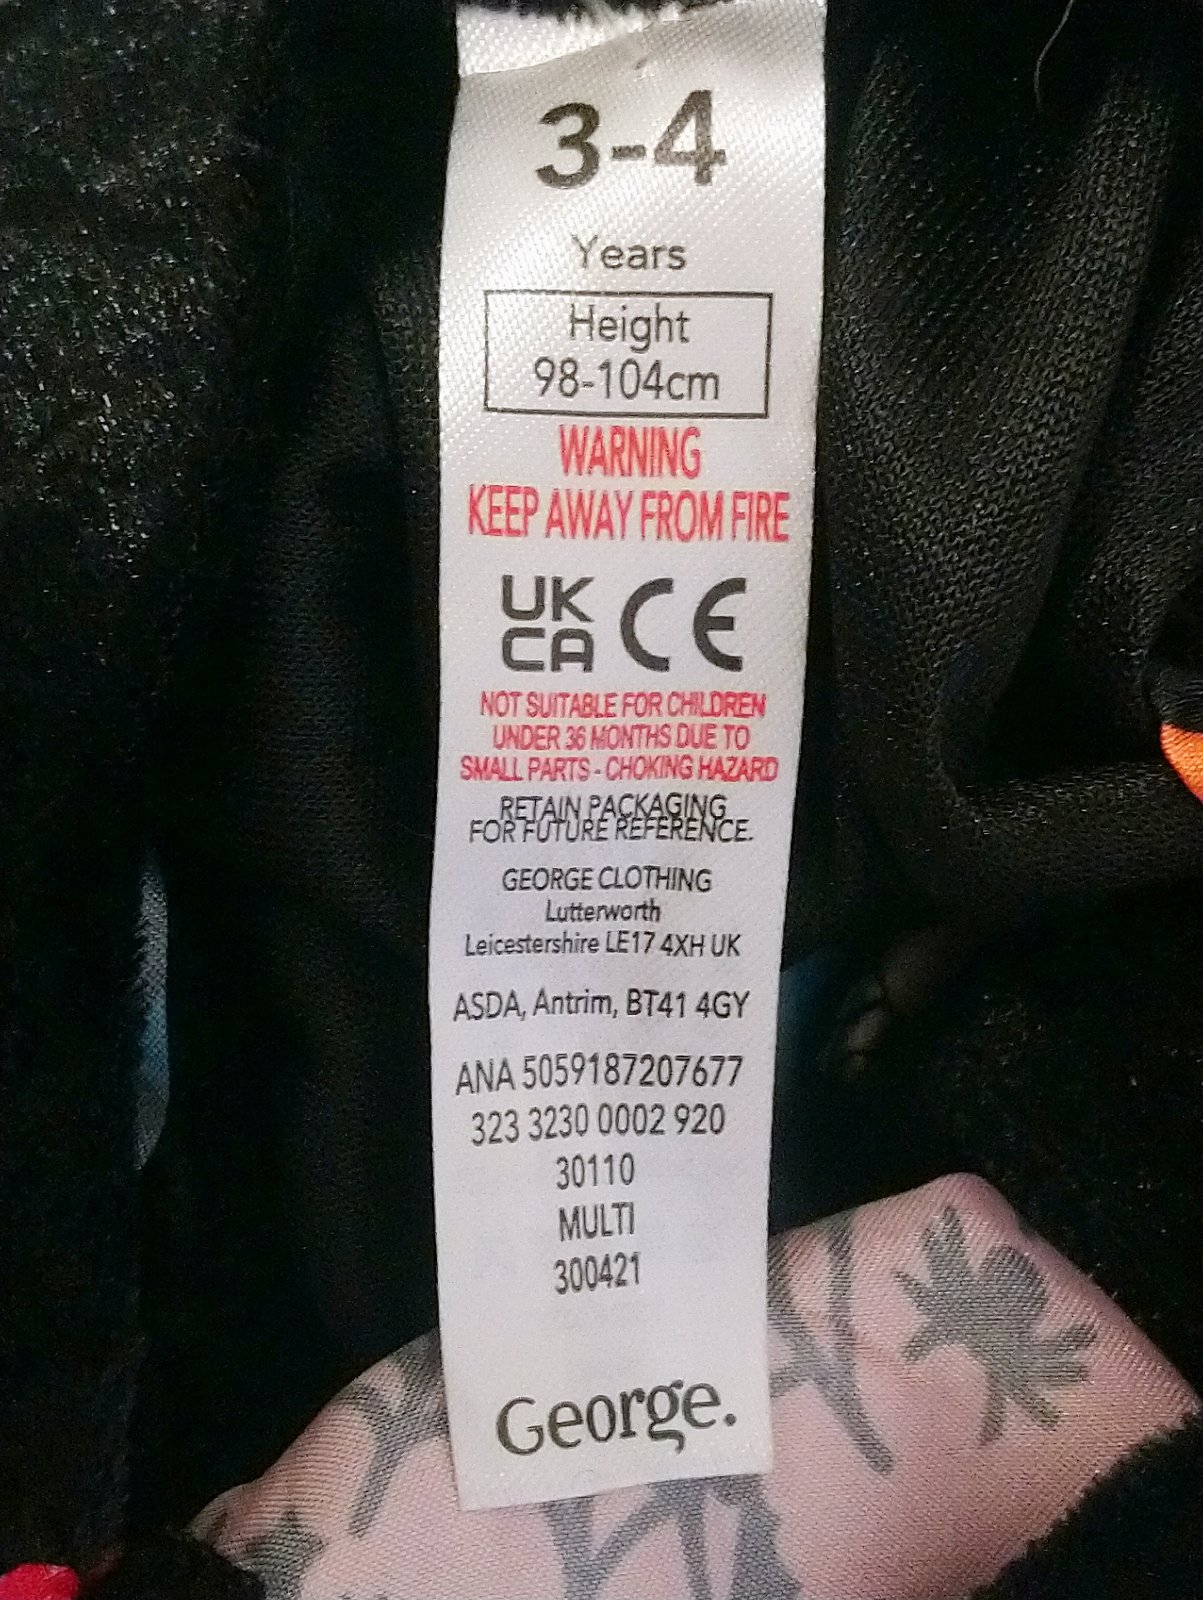 3-4
Years
Height
98-104cm
WARNING
KEEP AWAY FROM FIRE
UK
CA CE
NOT SUITABLE FOR CHILDREN
UNDER 36 MONTHS DUE TO
SMALL PARTS - CHOKING HAZARD
RETAIN PACKAGING
FOR FUTURE REFERENCE.
GEORGE CLOTHING
Lutterworth
Leicestershire LE17 4XH UK
ASDA, Antrim, BT41 4GY
ANA 5059187207677
323 3230 0002 920
30110
MULTI
300421
George.